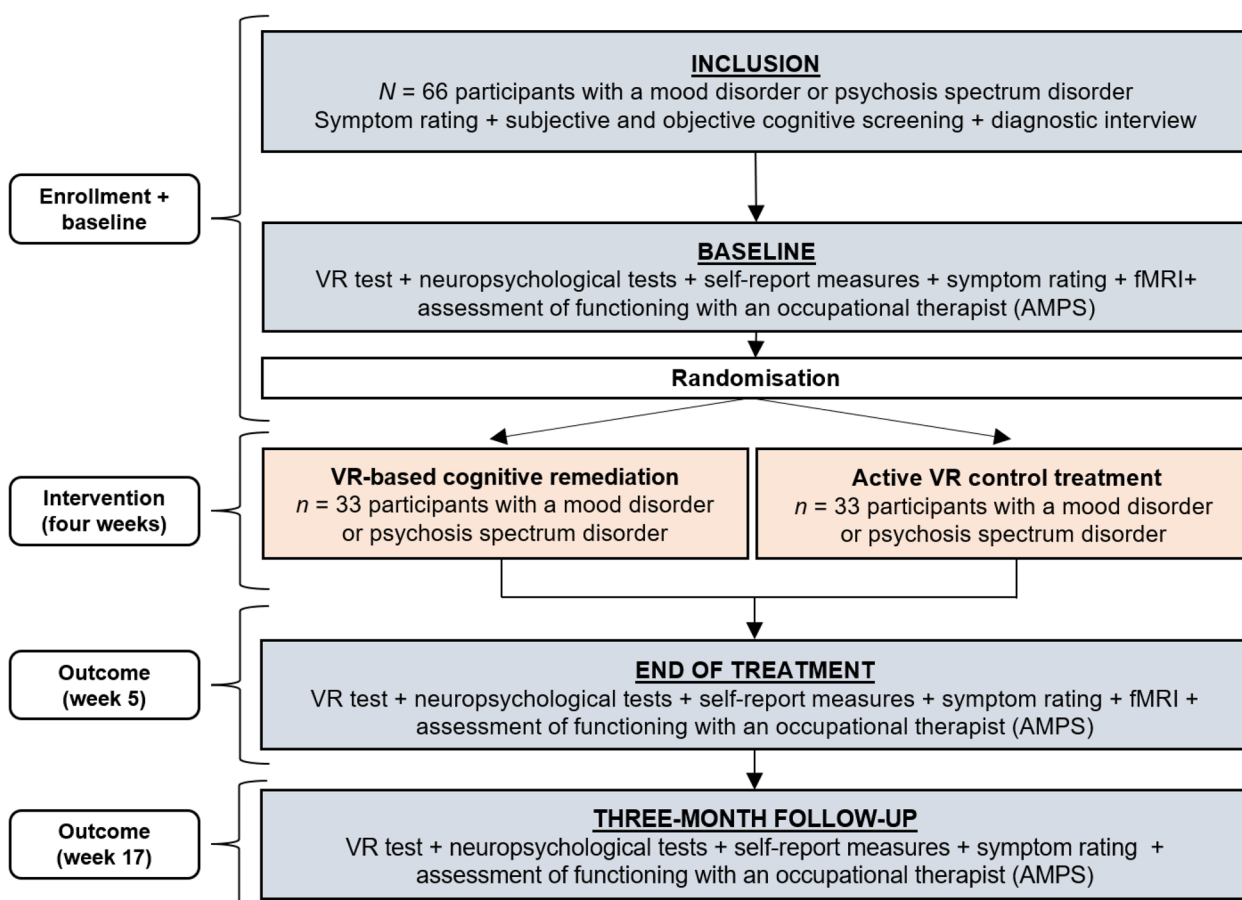 INCLUSION
N = 66 participants with a mood disorder or psychosis spectrum disorder
Symptom rating + subjective and objective cognitive screening + diagnostic interview
Enrollment +
baseline
BASELINE
VR test + neuropsychological tests + self-report measures + symptom rating + fMRI+
assessment of functioning with an occupational therapist (AMPS)
Randomisation
Intervention
(four weeks)
VR-based cognitive remediation
n = 33 participants with a mood disorder
or psychosis spectrum disorder
Active VR control treatment
n = 33 participants with a mood disorder
or psychosis spectrum disorder
Outcome
(week 5)
END OF TREATMENT
VR test + neuropsychological tests + self-report measures + symptom rating + fMRI +
assessment of functioning with an occupational therapist (AMPS)
Outcome
(week 17)
THREE-MONTH FOLLOW-UP
VR test + neuropsychological tests + self-report measures + symptom rating +
assessment of functioning with an occupational therapist (AMPS)